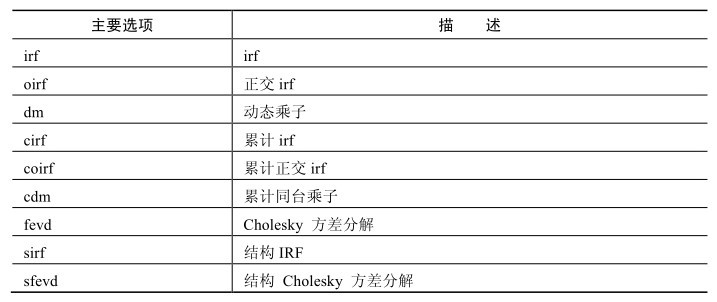 主要选项 描 述
irf irf
oirf 正交 irf
dm 动态乘子
cirf 累计 irf
coirf 累计正交 irf
cdm 累计同台乘子
fevd Cholesky 方差分解
sirf 结构 IRF
sfevd 结构 Cholesky 方差分解